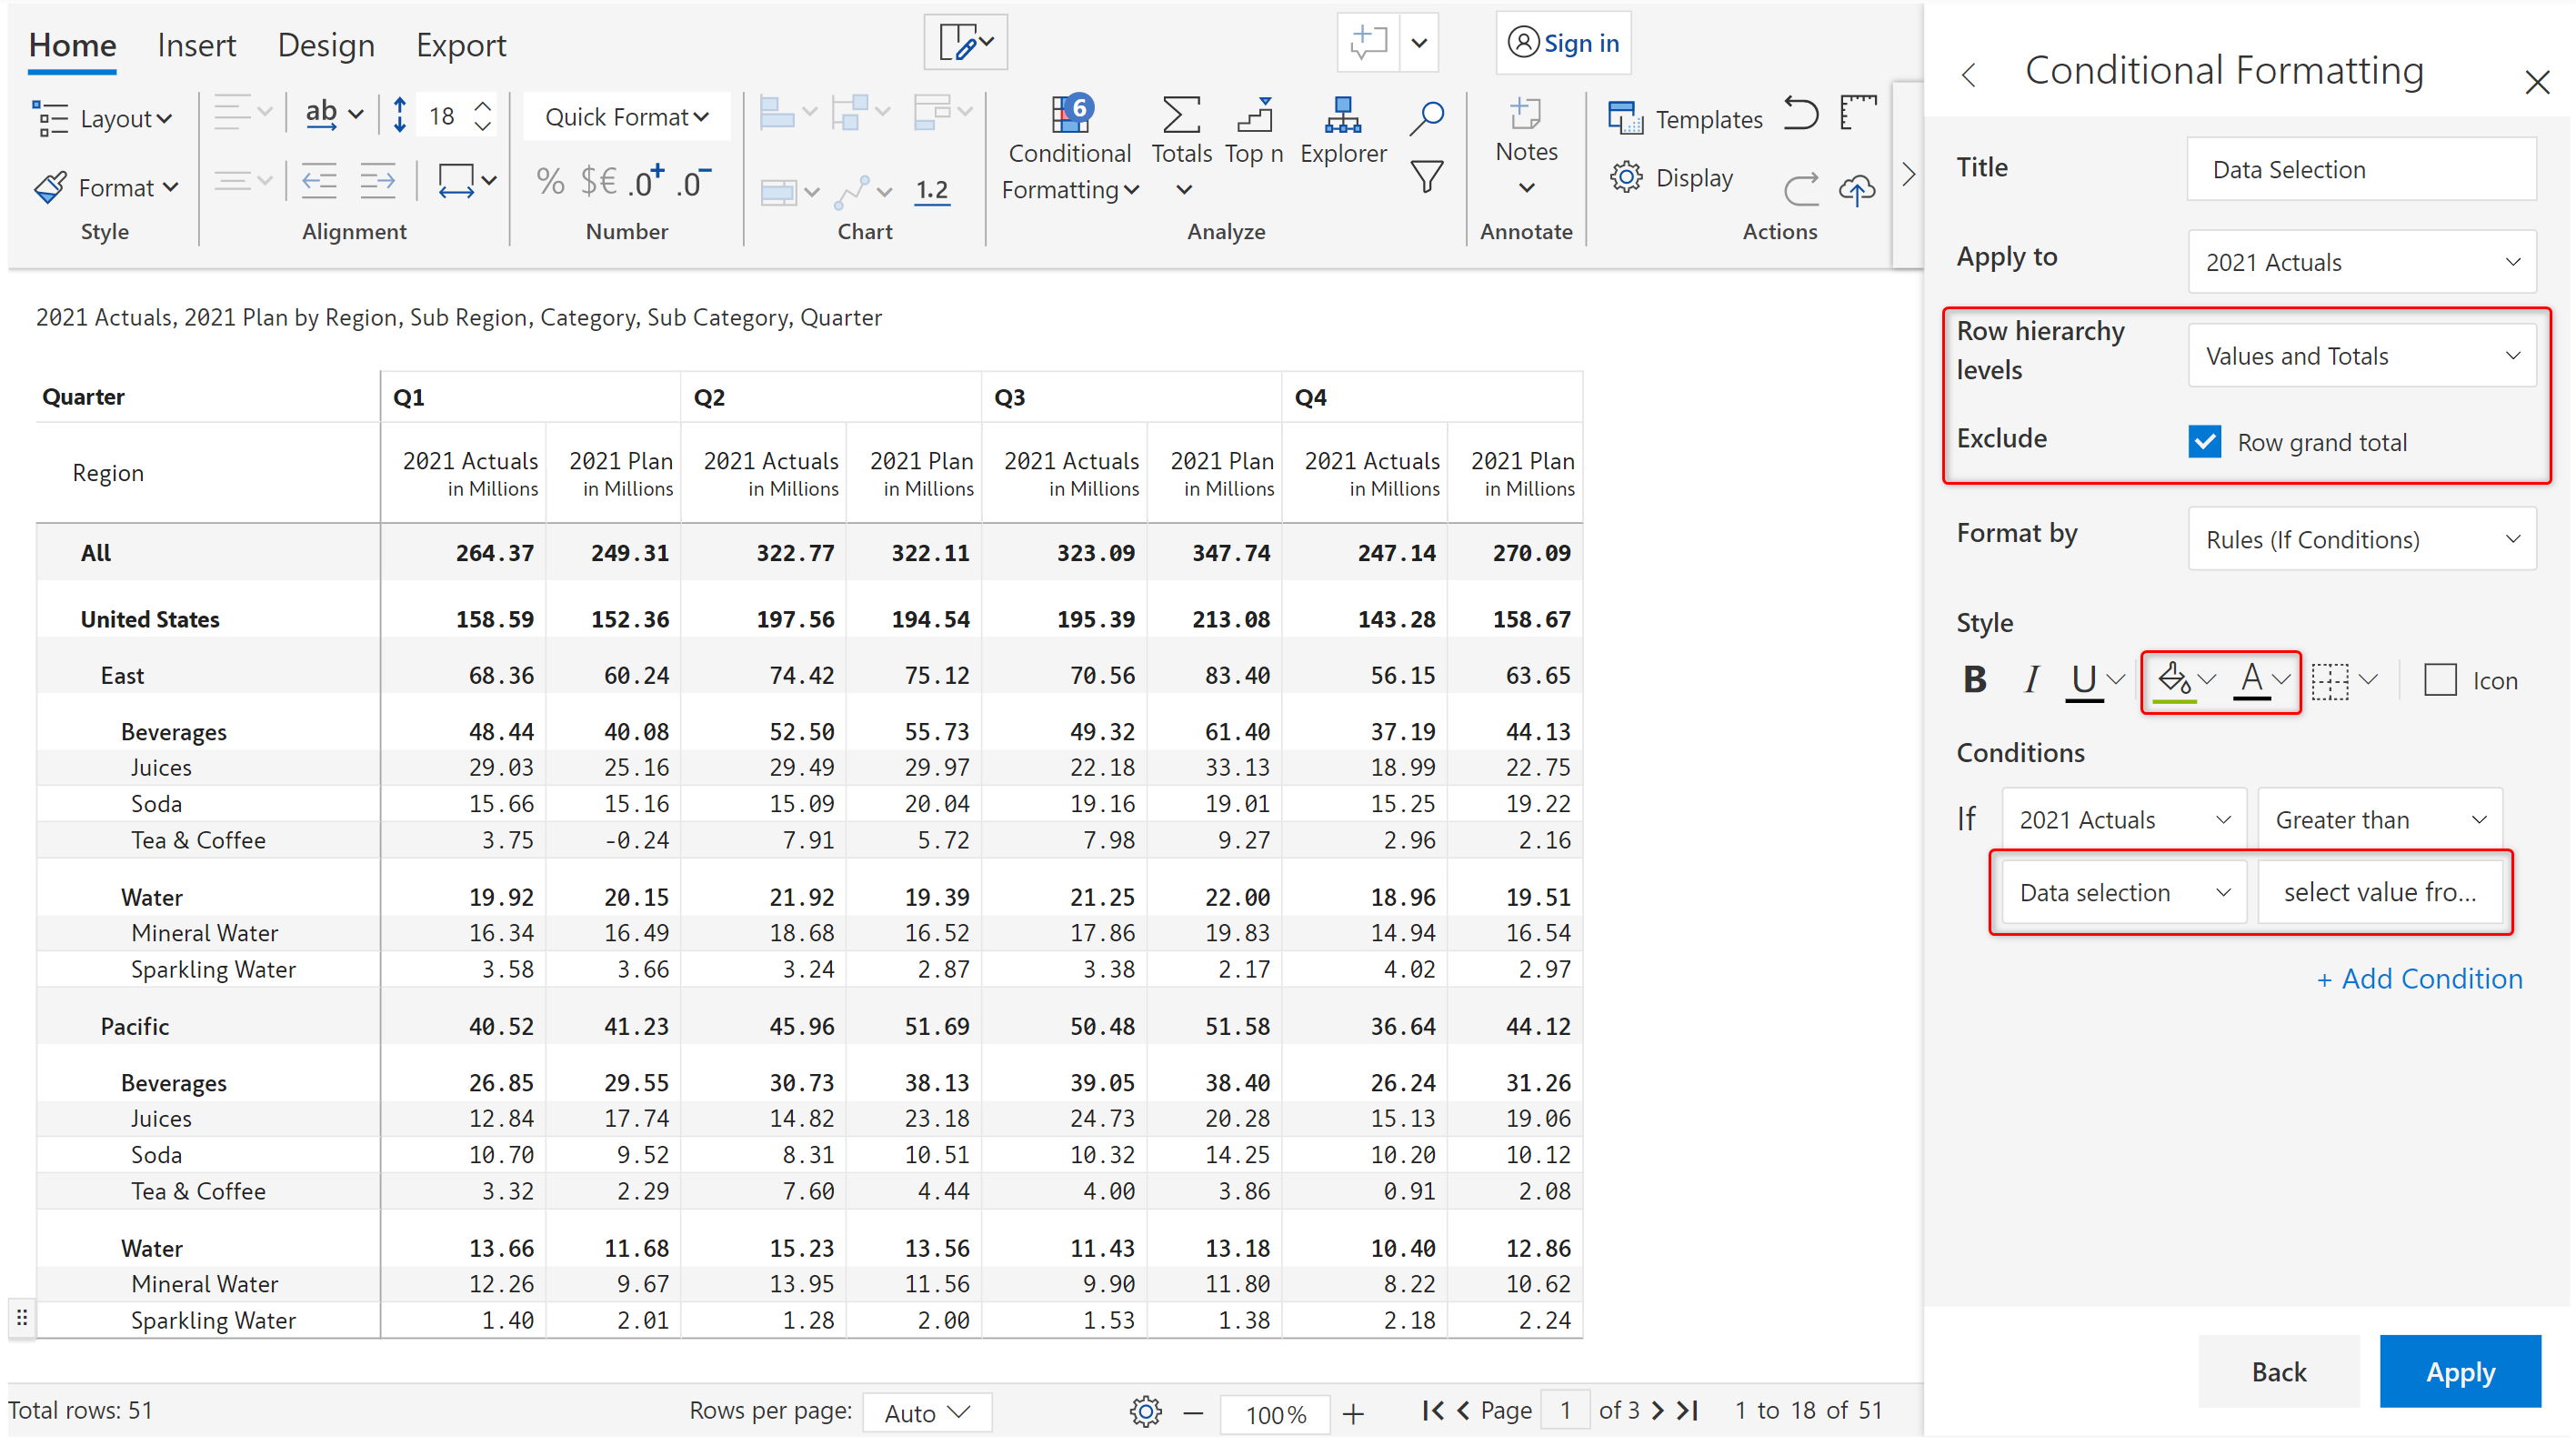 Home Insert Design Export
Sign in
Layout
ab
18
Quick Format
6
Conditional Formatting
Totals
Top n
Explorer
Notes
Templates
Format
% $€ .0+ .0-
1.2
Display
Style Alignment Number Chart Analyze Annotate Actions
2021 Actuals, 2021 Plan by Region, Sub Region, Category, Sub Category, Quarter
Quarter Q1 Q2 Q3 Q4
Region 2021 Actuals in Millions 2021 Plan in Millions 2021 Actuals in Millions 2021 Plan in Millions 2021 Actuals in Millions 2021 Plan in Millions 2021 Actuals in Millions 2021 Plan in Millions
All 264.37 249.31 322.77 322.11 323.09 347.74 247.14 270.09
United States 158.59 152.36 197.56 194.54 195.39 213.08 143.28 158.67
East 68.36 60.24 74.42 75.12 70.56 83.40 56.15 63.65
Beverages 48.44 40.08 52.50 55.73 49.32 61.40 37.19 44.13
Juices 29.03 25.16 29.49 29.97 22.18 33.13 18.99 22.75
Soda 15.66 15.16 15.09 20.04 19.16 19.01 15.25 19.22
Tea & Coffee 3.75 -0.24 7.91 5.72 7.98 9.27 2.96 2.16
Water 19.92 20.15 21.92 19.39 21.25 22.00 18.96 19.51
Mineral Water 16.34 16.49 18.68 16.52 17.86 19.83 14.94 16.54
Sparkling Water 3.58 3.66 3.24 2.87 3.38 2.17 4.02 2.97
Pacific 40.52 41.23 45.96 51.69 50.48 51.58 36.64 44.12
Beverages 26.85 29.55 30.73 38.13 39.05 38.40 26.24 31.26
Juices 12.84 17.74 14.82 23.18 24.73 20.28 15.13 19.06
Soda 10.70 9.52 8.31 10.51 10.32 14.25 10.20 10.12
Tea & Coffee 3.32 2.29 7.60 4.44 4.00 3.86 0.91 2.08
Water 13.66 11.68 15.23 13.56 11.43 13.18 10.40 12.86
Mineral Water 12.26 9.67 13.95 11.56 9.90 11.80 8.22 10.62
Sparkling Water 1.40 2.01 1.28 2.00 1.53 1.38 2.18 2.24
Total rows: 51 Rows per page: Auto 100% Page 1 of 3 1 to 18 of 51
Conditional Formatting
Title Data Selection
Apply to 2021 Actuals
Row hierarchy levels Values and Totals
Exclude Row grand total
Format by Rules (If Conditions)
Style
B I U A Icon
Conditions
If 2021 Actuals Greater than
Data selection select value fro...
+ Add Condition
Back Apply